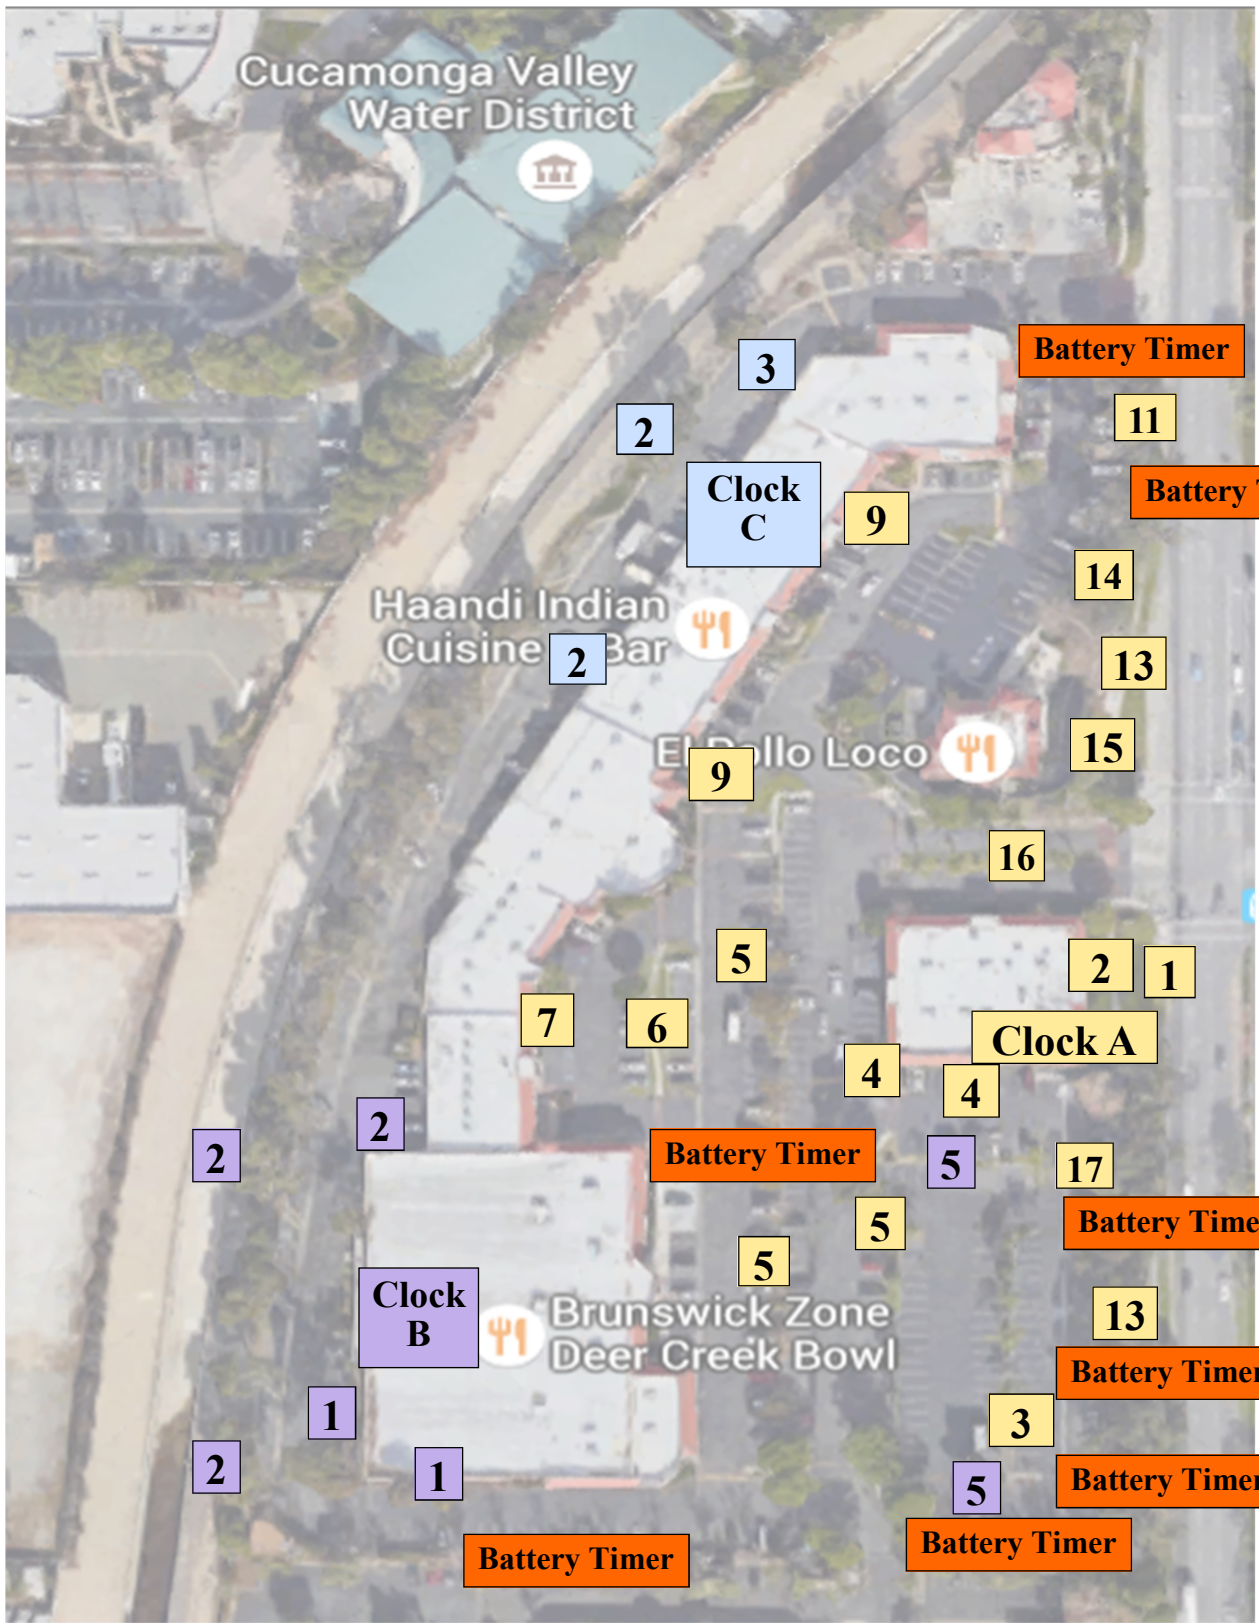 Cucamonga Valley
Water District
Battery Timer
3
11
2
Clock
C
Battery T
9
14
Haandi Indian
Cuisine
Bar
2
13
El Pollo Loco
15
9
16
5
2
1
7
6
Clock A
4
4
2
2
Battery Timer
5
17
5
Battery Time
5
Clock
B
Brunswick Zone
Deer Creek Bowl
13
Battery Timer
1
3
2
1
5
Battery Timer
Battery Timer
Battery Timer